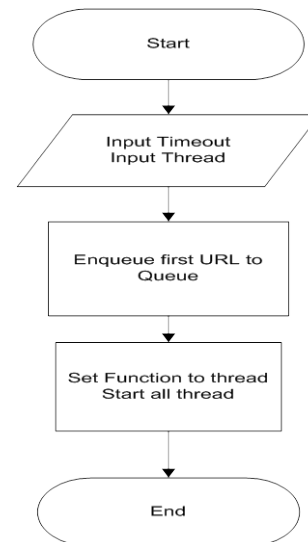 Start
Input Timeout
Input Thread
Enqueue first URL to
Queue
Set Function to thread
Start all thread
End